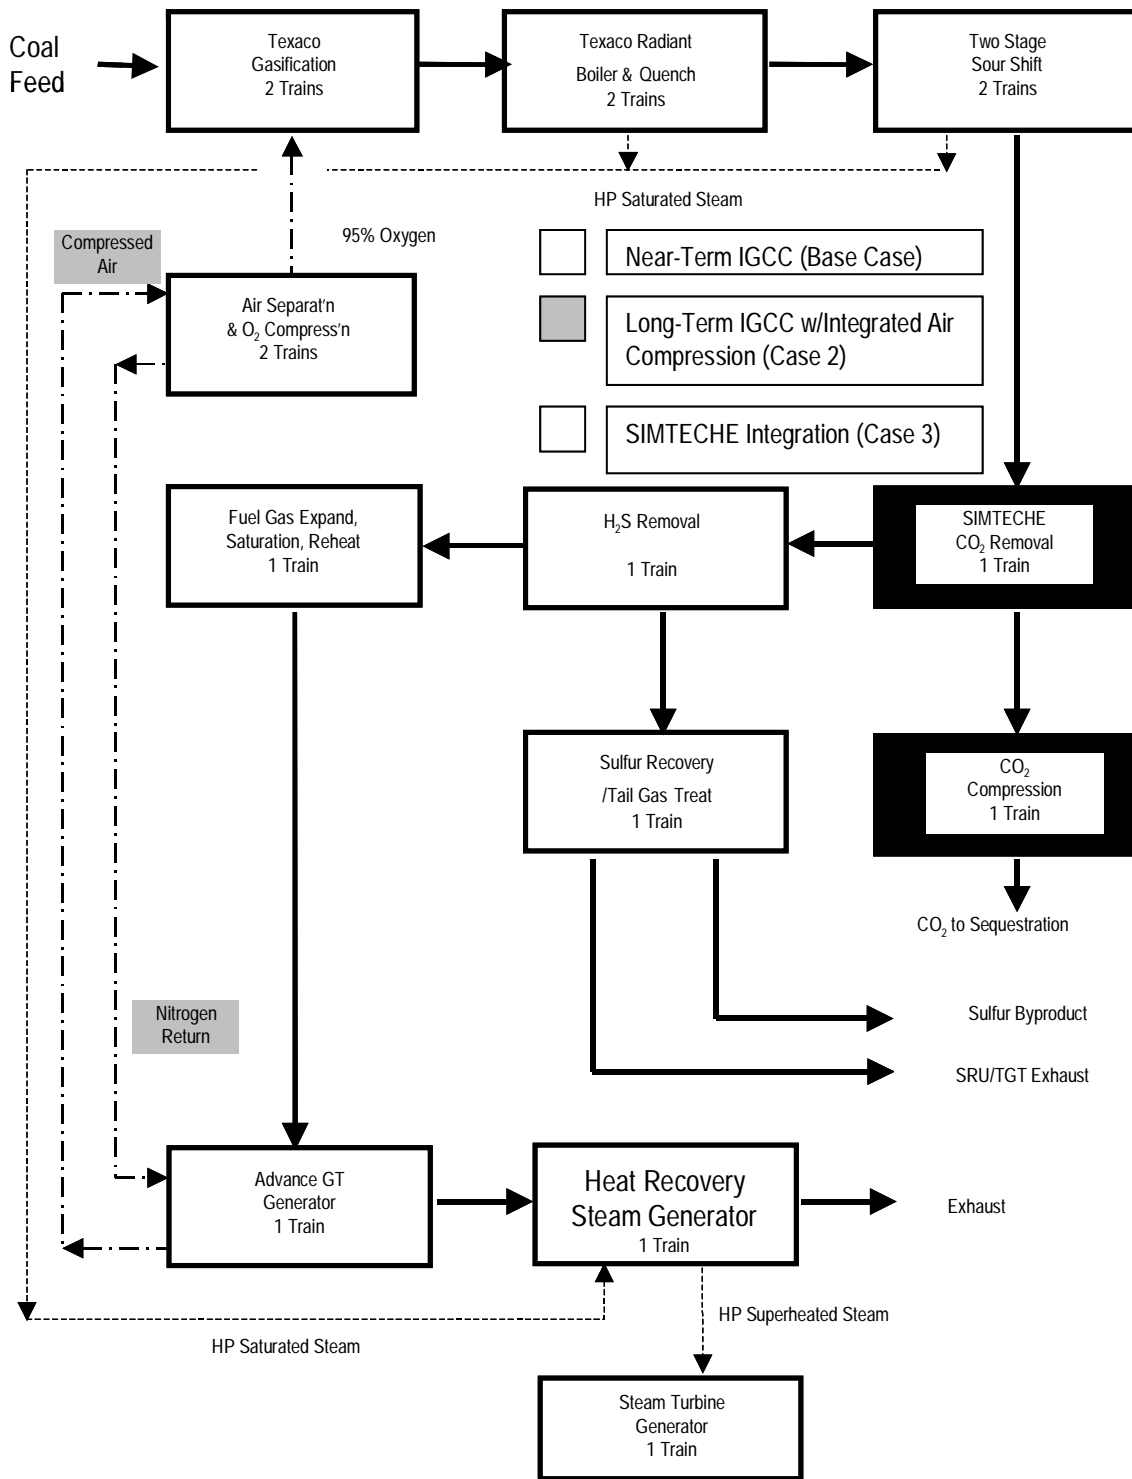 Coal
Feed
Texaco
Gasification
2 Trains
Texaco Radiant
Boiler & Quench
2 Trains
Two Stage
Sour Shift
2 Trains
HP Saturated Steam
95% Oxygen
Compressed
Air
Air Separat'n
& O₂ Compress'n
2 Trains
Near-Term IGCC (Base Case)
Long-Term IGCC w/Integrated Air
Compression (Case 2)
SIMTECHE Integration (Case 3)
Fuel Gas Expand,
Saturation, Reheat
1 Train
H₂S Removal
1 Train
SIMTECHE
CO₂ Removal
1 Train
Sulfur Recovery
/Tail Gas Treat
1 Train
CO₂
Compression
1 Train
CO₂ to Sequestration
Nitrogen
Return
Sulfur Byproduct
SRU/TGT Exhaust
Advance GT
Generator
1 Train
Heat Recovery
Steam Generator
1 Train
Exhaust
HP Saturated Steam
HP Superheated Steam
Steam Turbine
Generator
1 Train